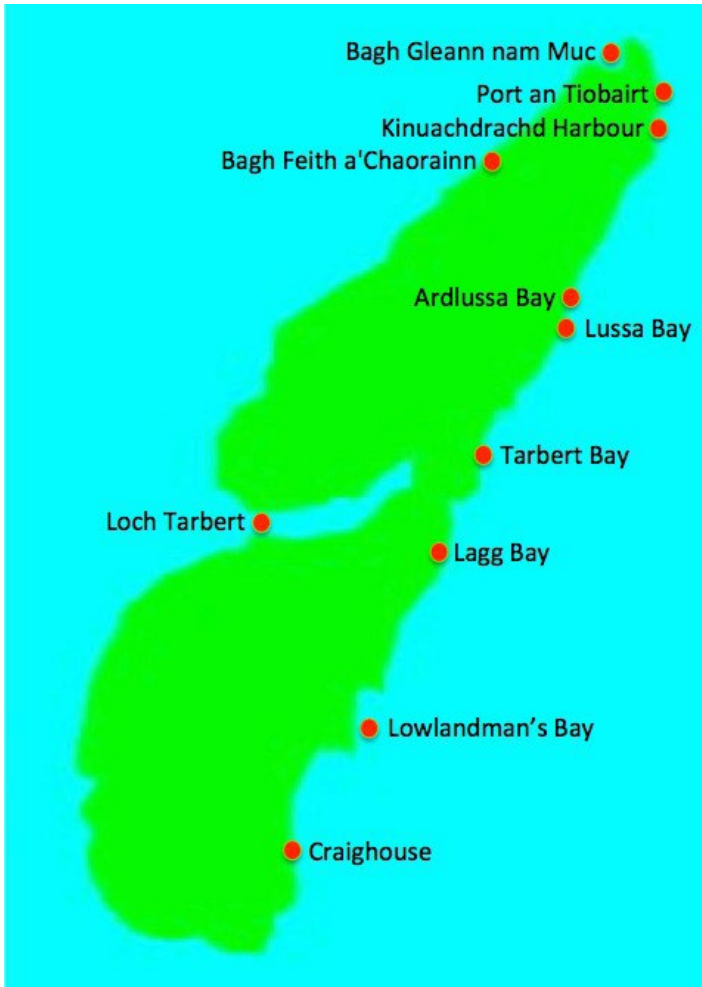 Bagh Gleann nam Muc
Port an Tiobairt
Kinuachdrachd Harbour
Bagh Feith a'Chaorainn
Ardlussa Bay
Lussa Bay
Tarbert Bay
Loch Tarbert
Lagg Bay
Lowlandman’s Bay
Craighouse